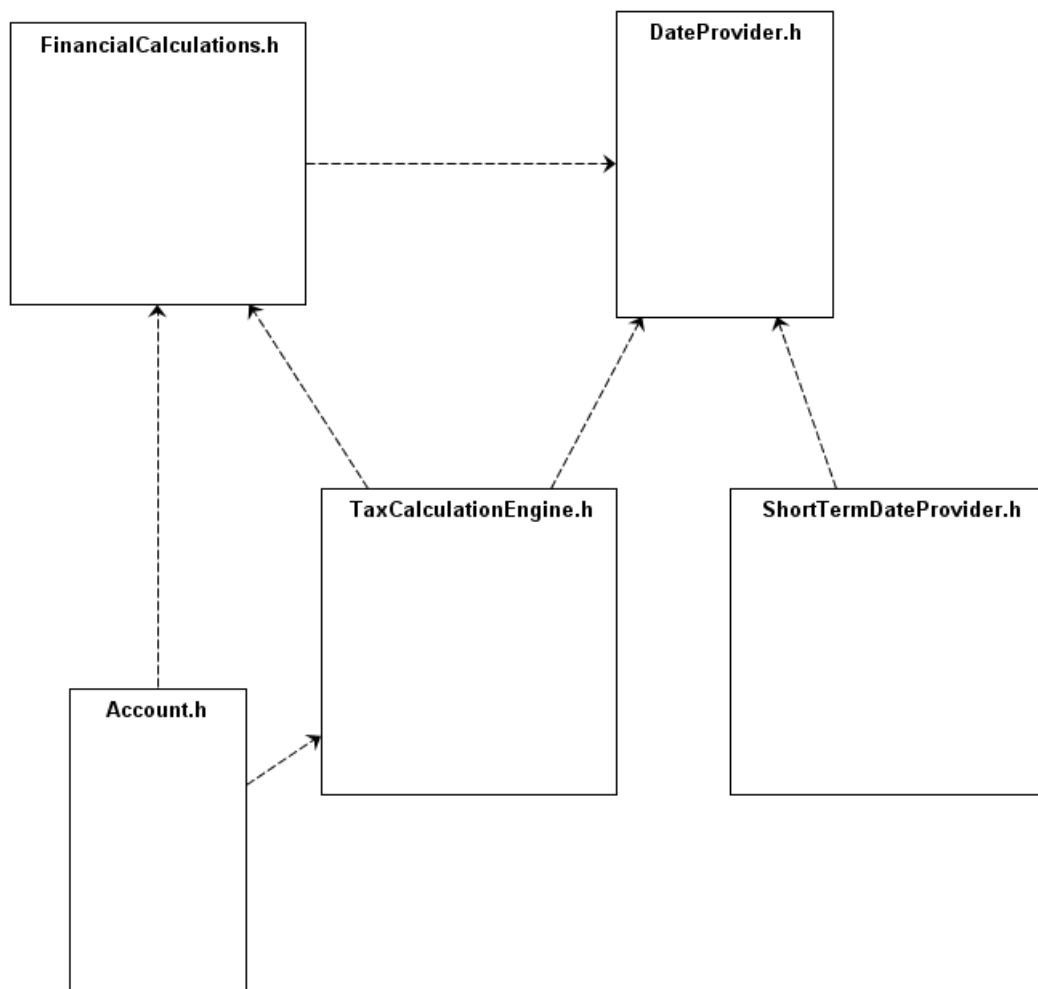 FinancialCalculations.h
DateProvider.h
TaxCalculationEngine.h
ShortTermDateProvider.h
Account.h